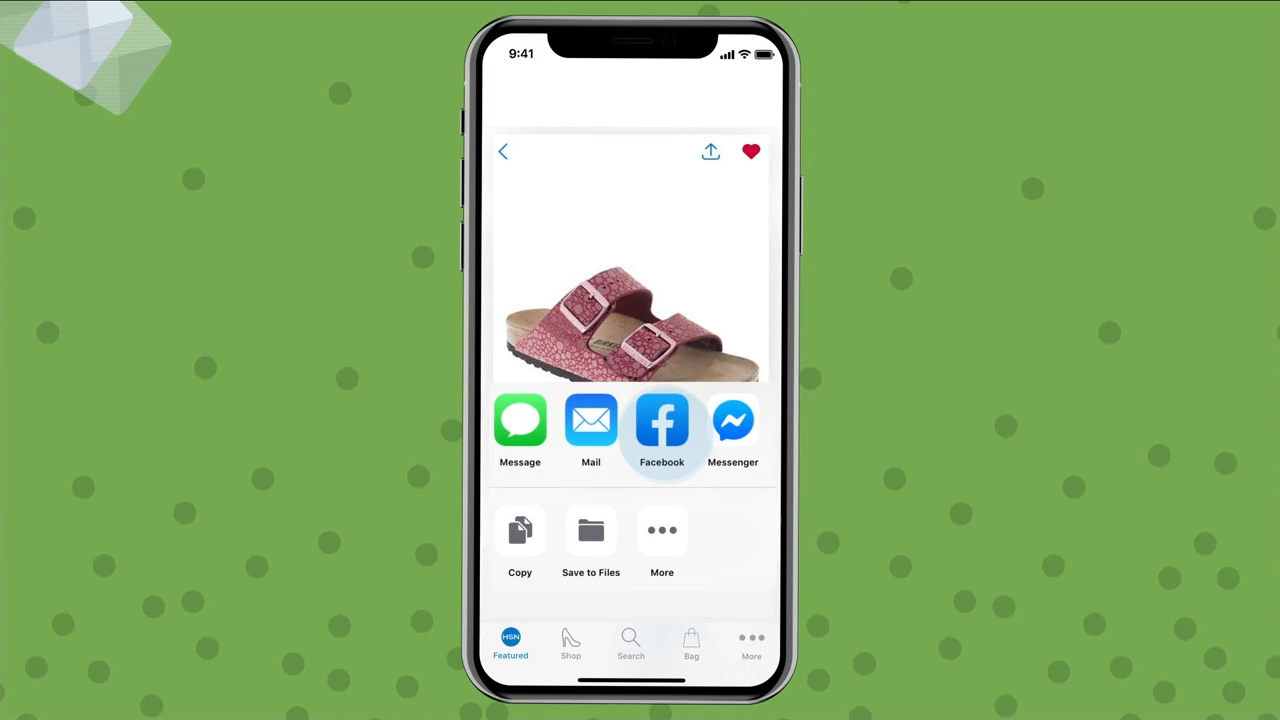 9:41
Message Mail Facebook Messenger
Copy Save to Files More
HSN
Featured Shop Search Bag More